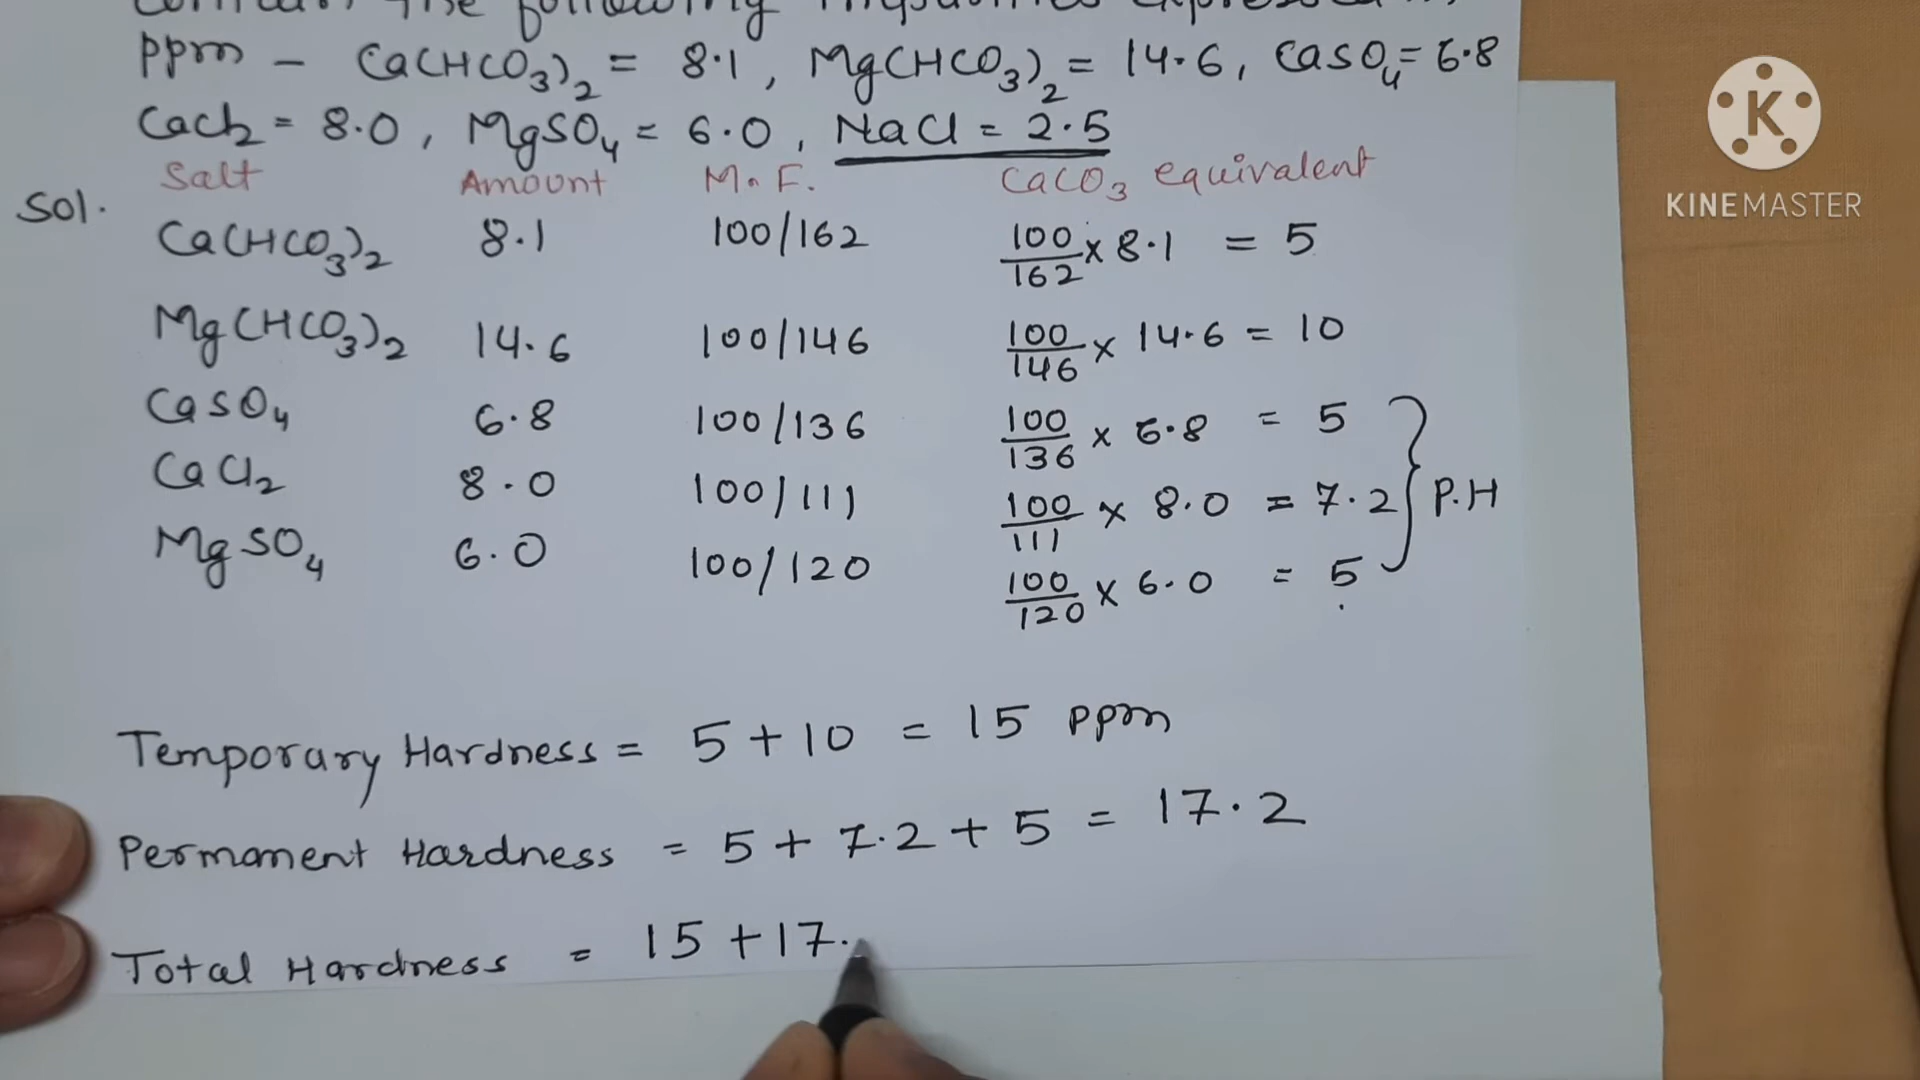 the following
ppm - Ca(HCO3)2 = 8.1, Mg(HCO3)2 = 14.6, CaSO4 = 6.8
CaCl2 = 8.0, MgSO4 = 6.0, NaCl = 2.5
Salt Amount M.F. CaCO3 equivalent
Sol.
Ca(HCO3)2 8.1 100/162 100/162 × 8.1 = 5
Mg(HCO3)2 14.6 100/146 100/146 × 14.6 = 10
CaSO4 6.8 100/136 100/136 × 6.8 = 5
CaCl2 8.0 100/111 100/111 × 8.0 = 7.2 } P.H
MgSO4 6.0 100/120 100/120 × 6.0 = 5
Temporary Hardness = 5 + 10 = 15 ppm
Permanent Hardness = 5 + 7.2 + 5 = 17.2
Total Hardness = 15 + 17.
K
KINEMASTER